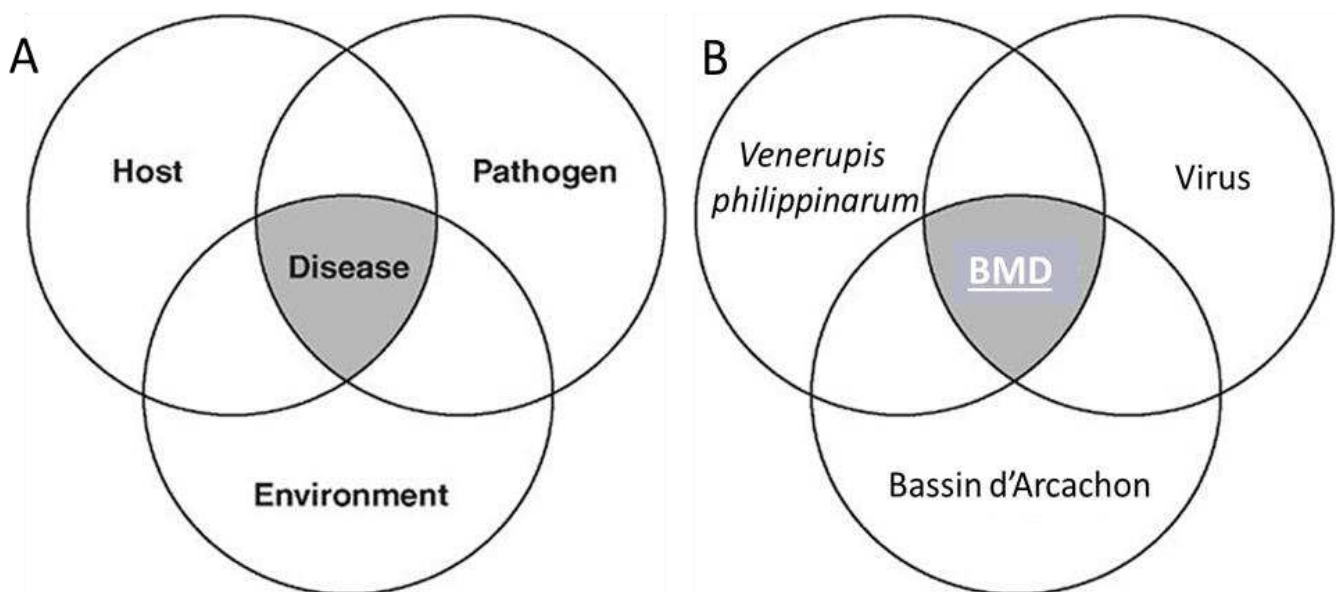 A
Host
Pathogen
Disease
Environment
B
Venerupis
philippinarum
Virus
BMD
Bassin d’Arcachon